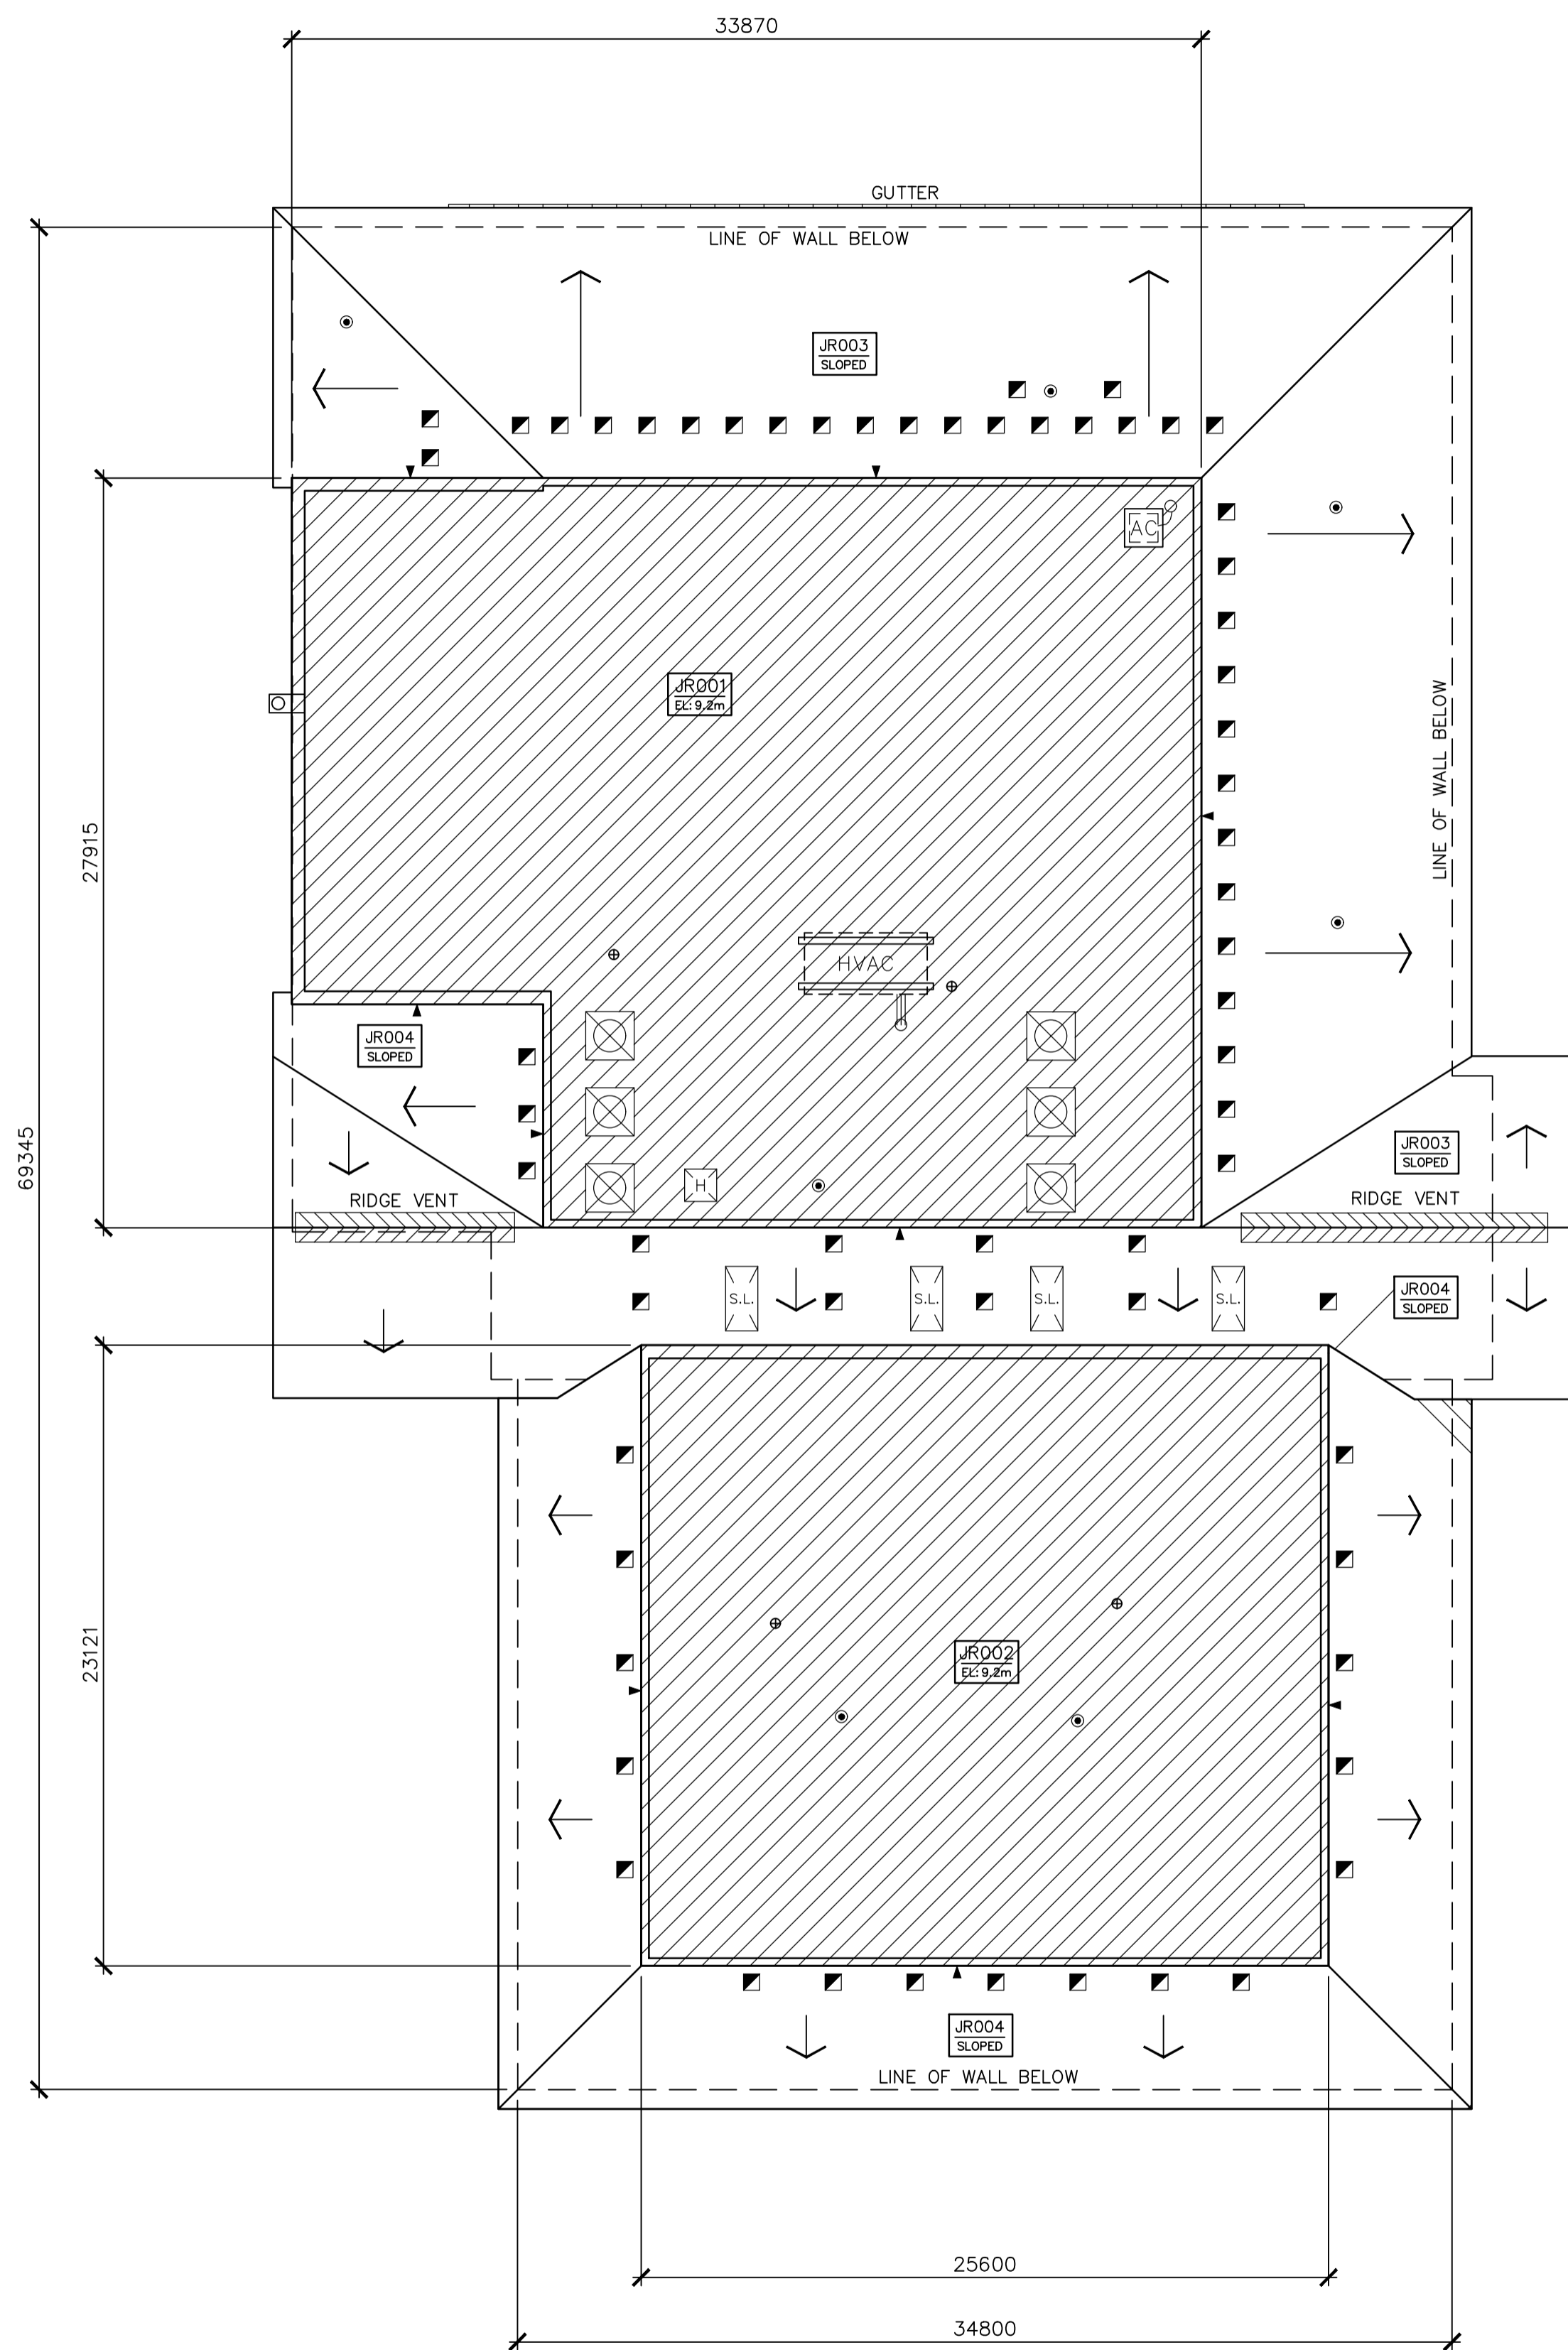 33870
GUTTER
LINE OF WALL BELOW
JR003
SLOPED
AC
JR001
EL: 9.2m
LINE OF WALL BELOW
27915
HVAC
JR004
SLOPED
69345
JR003
SLOPED
H
RIDGE VENT
RIDGE VENT
S.L.
S.L.
S.L.
S.L.
JR004
SLOPED
23121
JR002
EL: 9.2m
JR004
SLOPED
LINE OF WALL BELOW
25600
34800